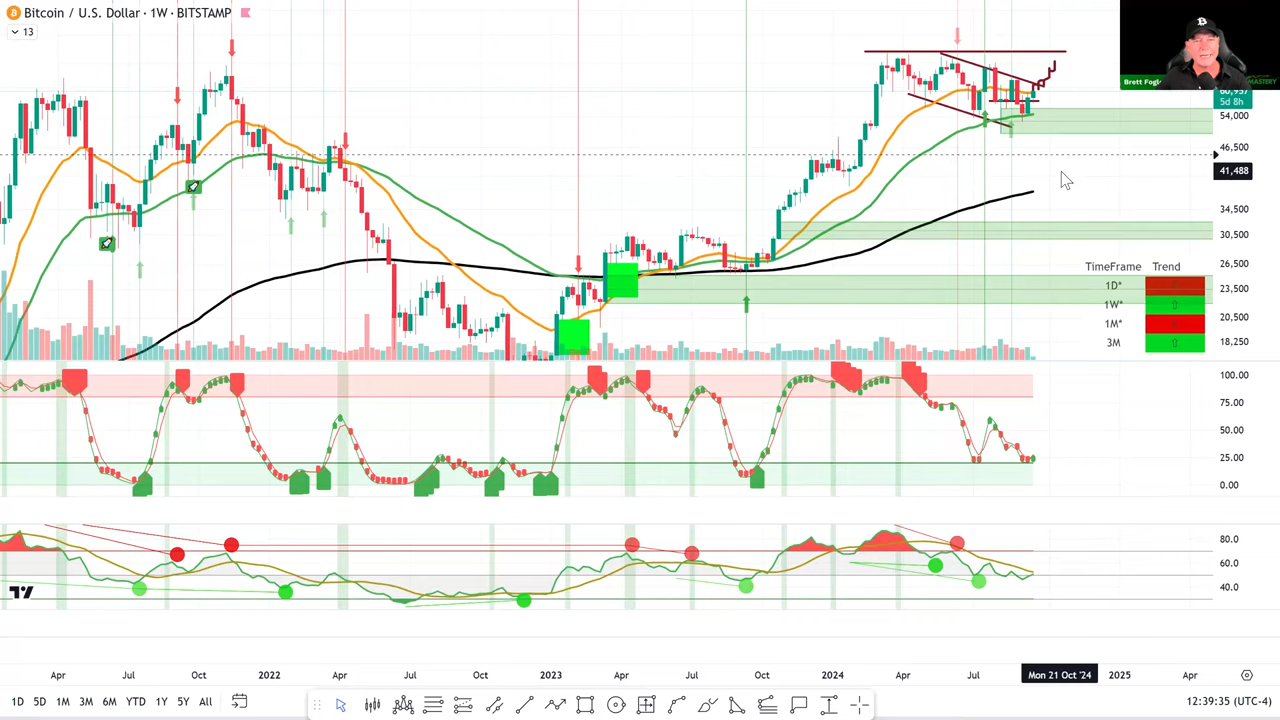 Bitcoin / U.S. Dollar · 1W · BITSTAMP
13
Brett Fogle
MASTERY
60,957
5d 8h
54,000
46,500
41,488
34,500
30,500
26,500
23,500
20,500
18,250
TimeFrame Trend
1D*
1W* ⇧
1M*
3M ⇧
100.00
75.00
50.00
25.00
0.00
80.0
60.0
40.0
Apr Jul Oct 2022 Apr Jul Oct 2023 Apr Jul Oct 2024 Apr Jul Mon 21 Oct '24 2025 Apr
1D 5D 1M 3M 6M YTD 1Y 5Y All
12:39:35 (UTC-4)